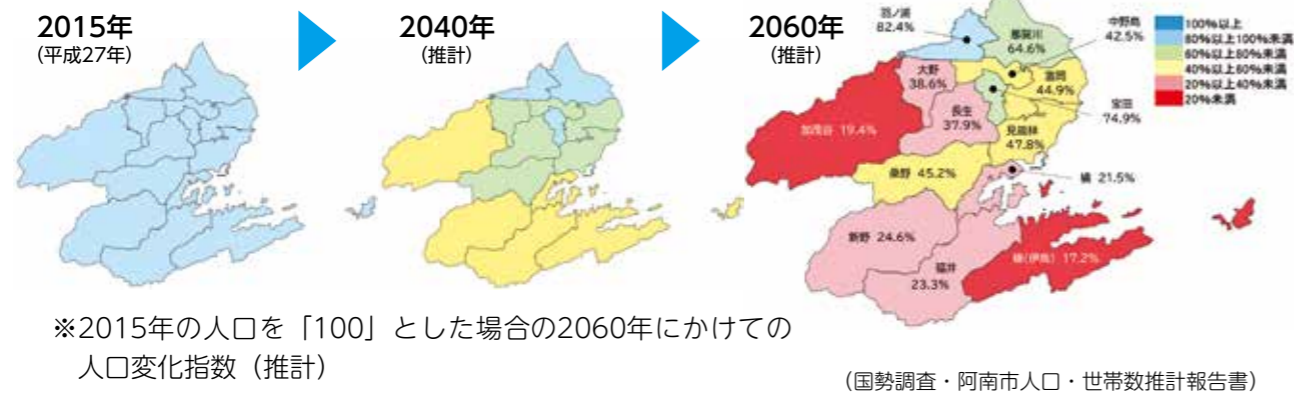 2015年
(平成27年)
2040年
(推計)
2060年
(推計)
羽ノ浦
82.4%
那賀川
64.6%
中野島
42.5%
100%以上
80%以上100%未満
60%以上80%未満
40%以上60%未満
20%以上40%未満
20%未満
大野
38.6%
富岡
44.9%
宝田
74.9%
長生
37.9%
加茂谷 19.4%
見能林
47.8%
桑野 45.2%
橘 21.5%
新野 24.6%
福井
23.3%
椿(伊島) 17.2%
※2015年の人口を「100」とした場合の2060年にかけての
人口変化指数（推計）
（国勢調査・阿南市人口・世帯数推計報告書）